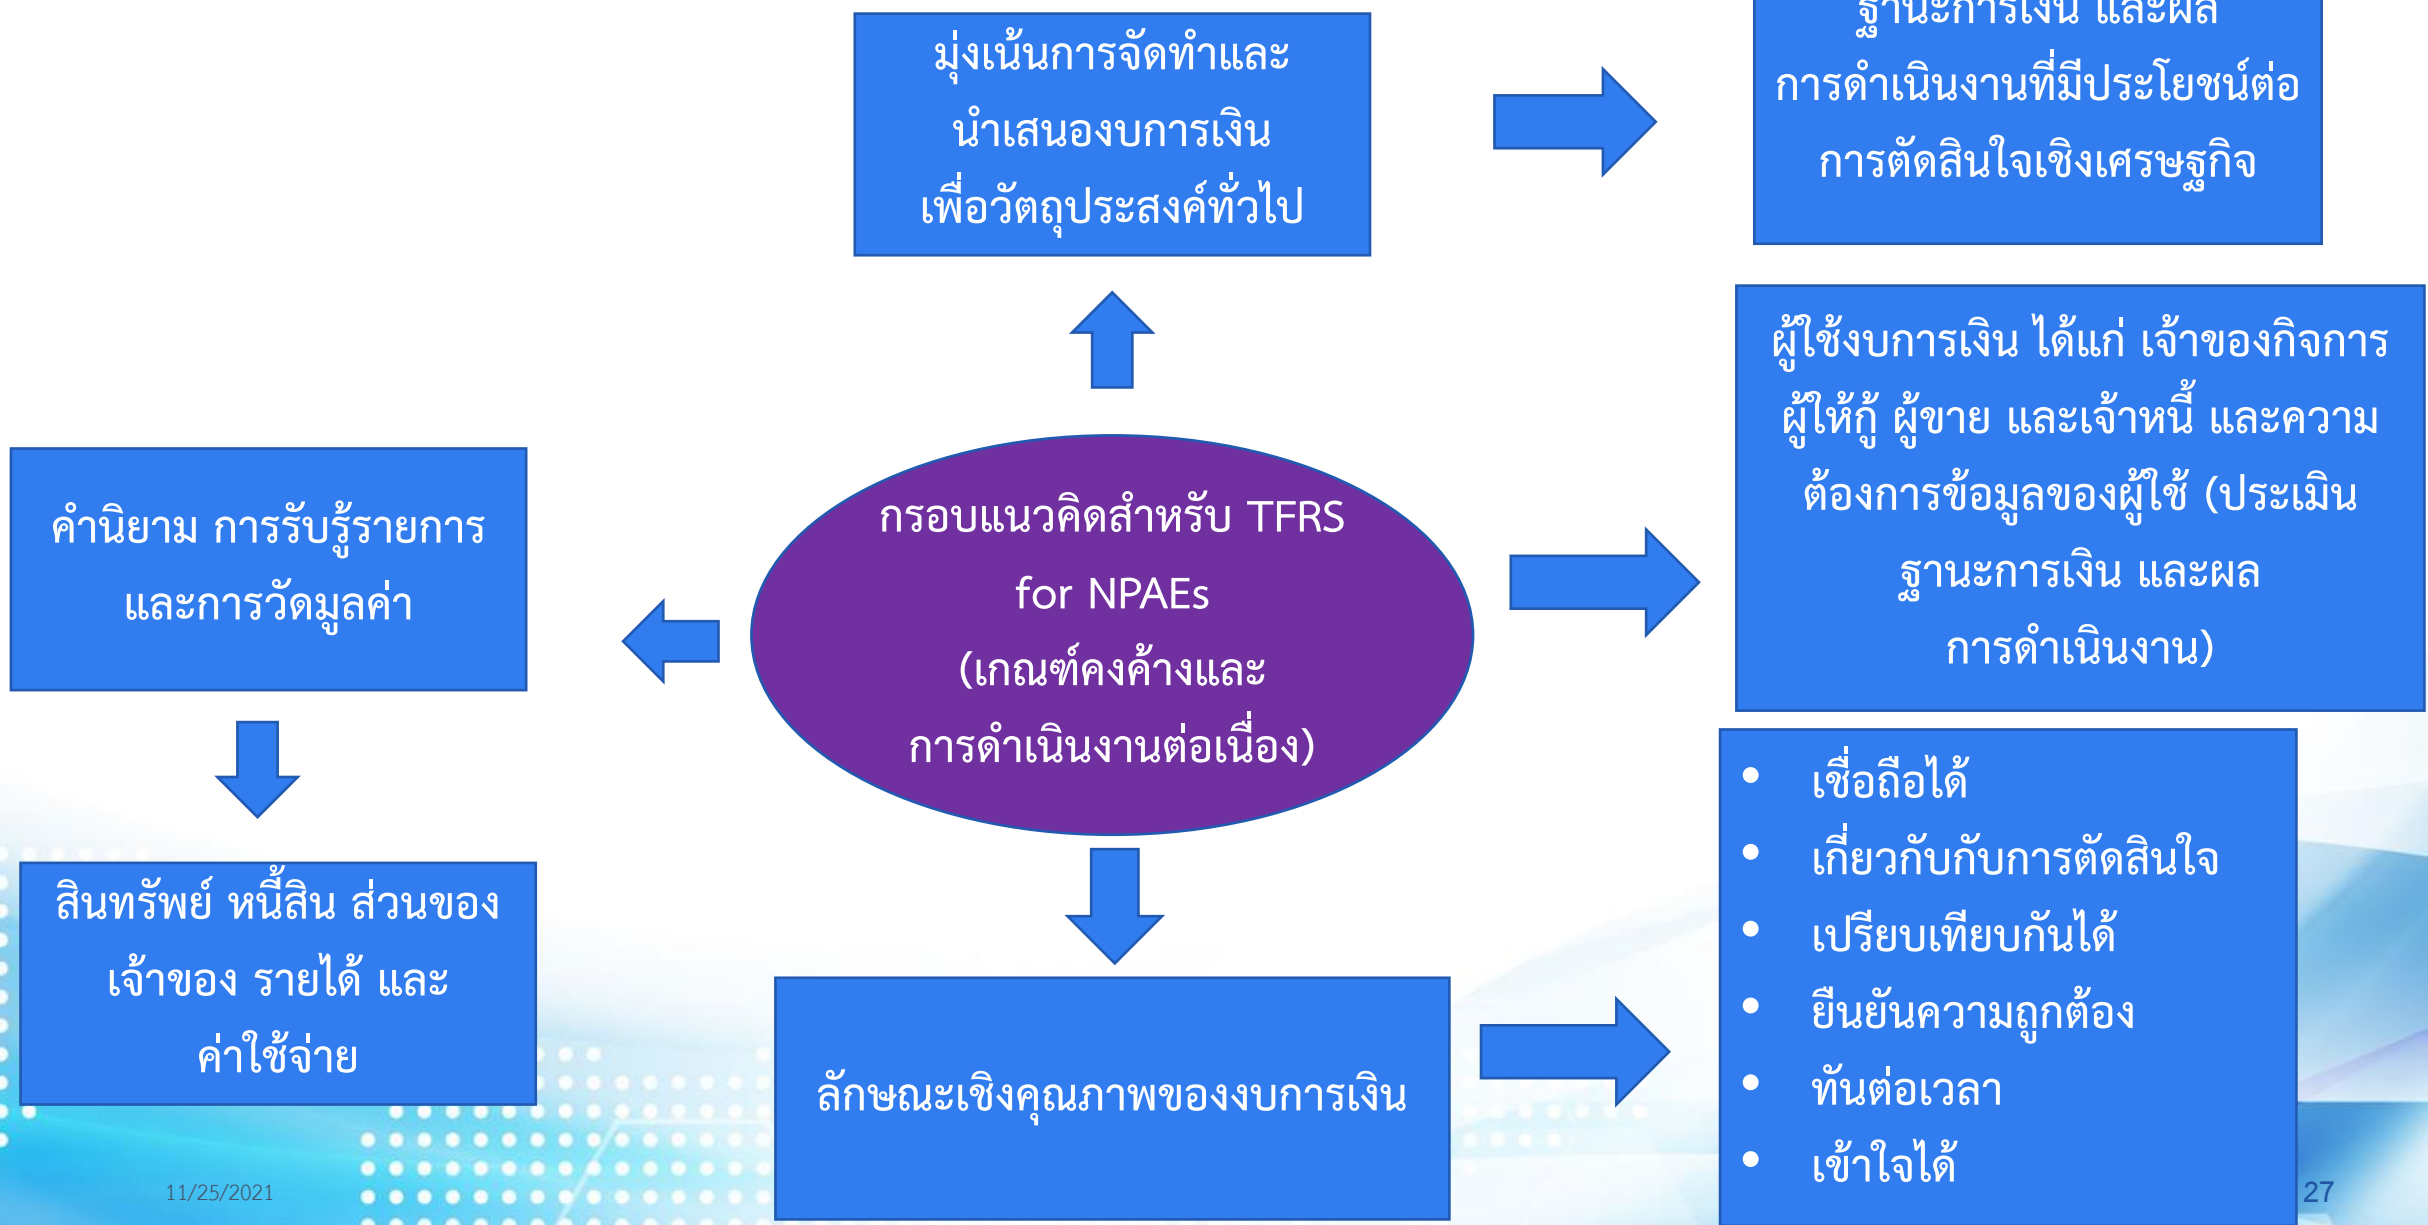 มุ่งเน้นการจัดทำและ
นำเสนองบการเงิน
เพื่อวัตถุประสงค์ทั่วไป
ฐานะการเงิน และผล
การดำเนินงานที่มีประโยชน์ต่อ
การตัดสินใจเชิงเศรษฐกิจ
ผู้ใช้งบการเงิน ได้แก่ เจ้าของกิจการ
ผู้ให้กู้ ผู้ขาย และเจ้าหนี้ และความ
ต้องการข้อมูลของผู้ใช้ (ประเมิน
ฐานะการเงิน และผล
การดำเนินงาน)
กรอบแนวคิดสำหรับ TFRS
for NPAEs
(เกณฑ์คงค้างและ
การดำเนินงานต่อเนื่อง)
คำนิยาม การรับรู้รายการ
และการวัดมูลค่า
สินทรัพย์ หนี้สิน ส่วนของ
เจ้าของ รายได้ และ
ค่าใช้จ่าย
ลักษณะเชิงคุณภาพของงบการเงิน
• เชื่อถือได้
• เกี่ยวกับกับการตัดสินใจ
• เปรียบเทียบกันได้
• ยืนยันความถูกต้อง
• ทันต่อเวลา
• เข้าใจได้
11/25/2021
27